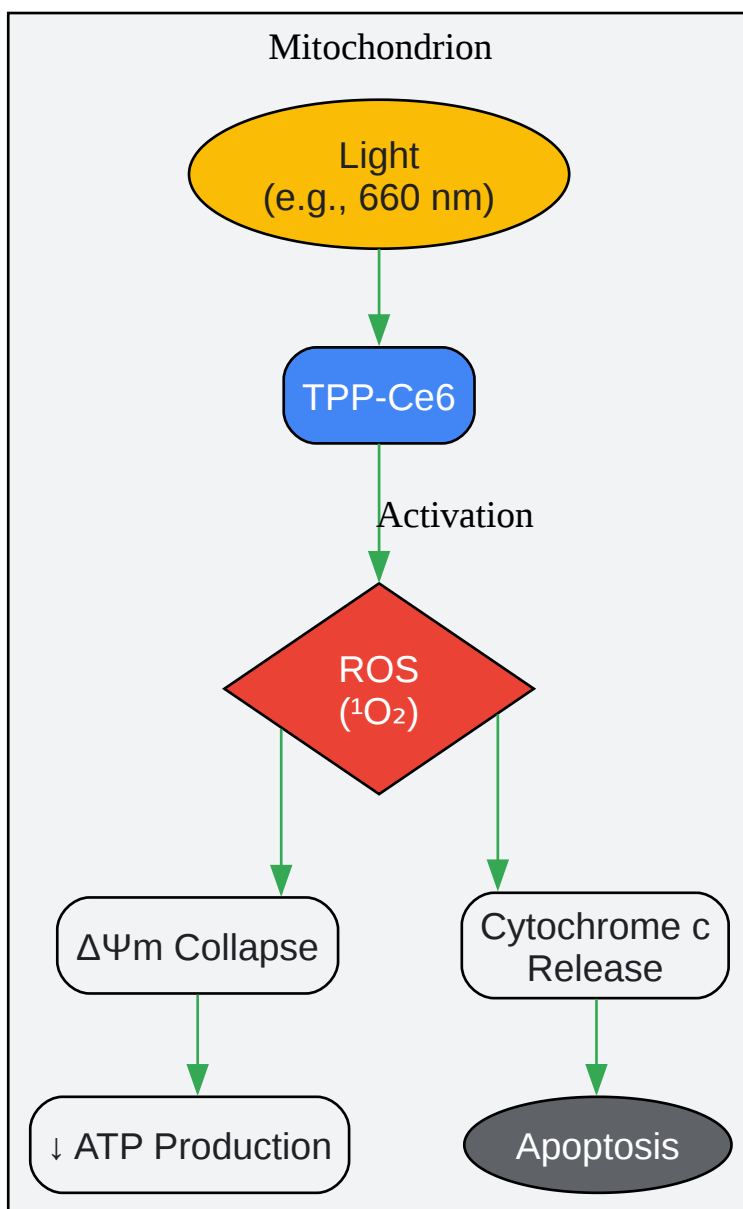 Mitochondrion
Light
(e.g., 660 nm)
TPP-Ce6
Activation
ROS
(¹O₂)
ΔΨm Collapse
Cytochrome c
Release
↓ ATP Production
Apoptosis